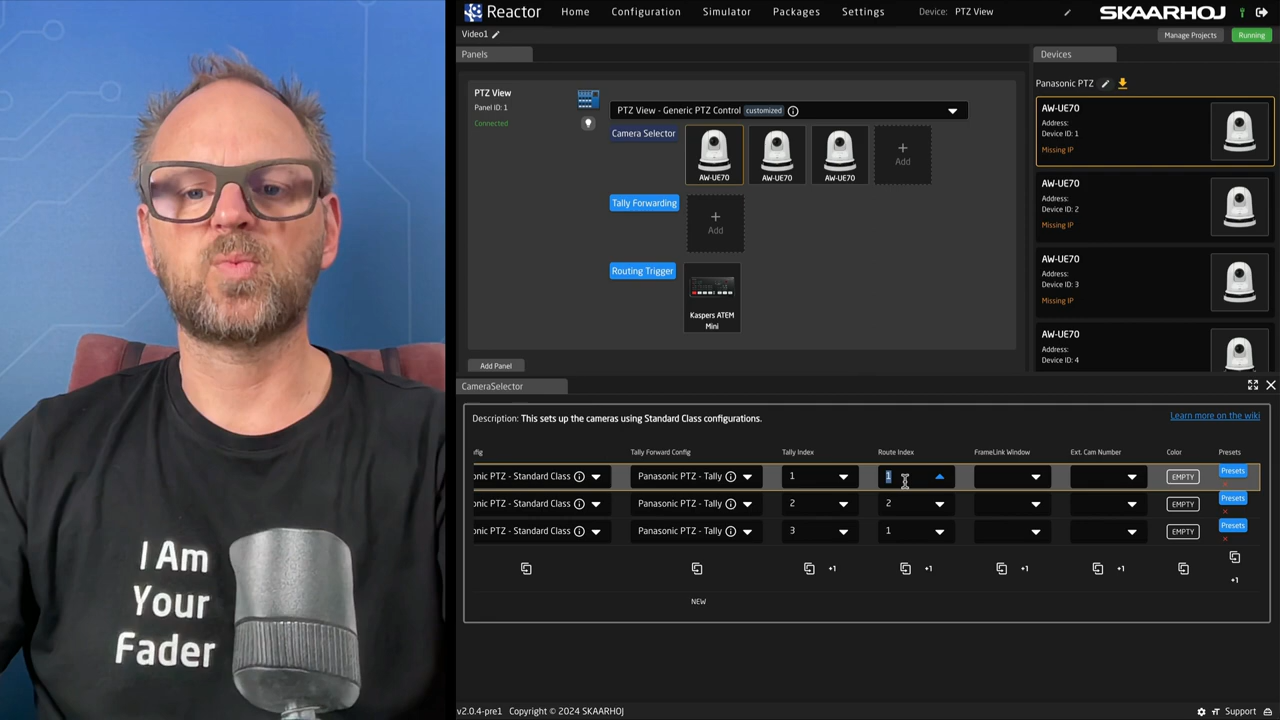 I Am
Your
Fader
Reactor Home Configuration Simulator Packages Settings Device: PTZ View SKAARHOJ
Video1 Manage Projects Running
Panels
PTZ View
Panel ID: 1
Connected
PTZ View - Generic PTZ Control customized
Camera Selector
AW-UE70
AW-UE70
AW-UE70
+
Add
Tally Forwarding
+
Add
Routing Trigger
Kaspers ATEM
Mini
Add Panel
Devices
Panasonic PTZ
AW-UE70
Address:
Device ID: 1
Missing IP
AW-UE70
Address:
Device ID: 2
Missing IP
AW-UE70
Address:
Device ID: 3
Missing IP
AW-UE70
Address:
Device ID: 4
CameraSelector
Description: This sets up the cameras using Standard Class configurations. Learn more on the wiki
fig Tally Forward Config Tally Index Route Index FrameLink Window Ext. Cam Number Color Presets
nic PTZ - Standard Class Panasonic PTZ - Tally 1 1 EMPTY Presets
nic PTZ - Standard Class Panasonic PTZ - Tally 2 2 EMPTY Presets
nic PTZ - Standard Class Panasonic PTZ - Tally 3 1 EMPTY Presets
+1 +1 +1 +1 +1
NEW
v2.0.4-pre1 Copyright © 2024 SKAARHOJ Support